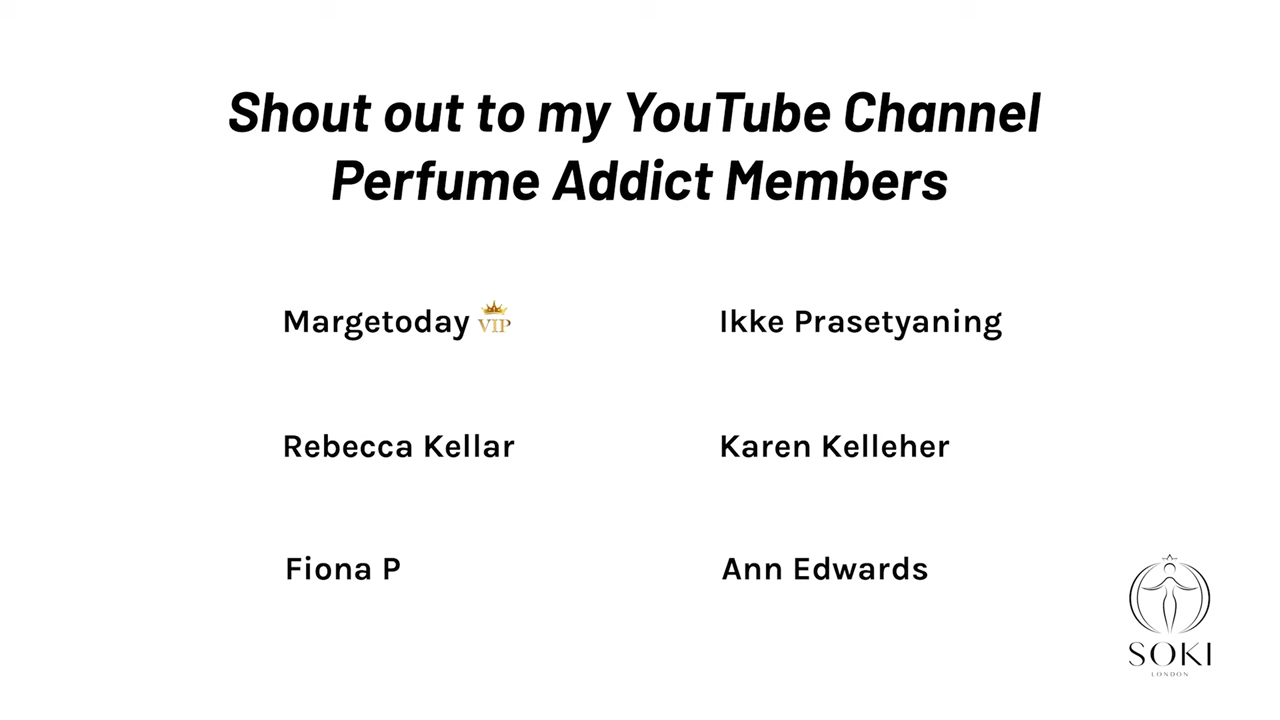 Shout out to my YouTube Channel
Perfume Addict Members
Margetoday VIP
Ikke Prasetyaning
Rebecca Kellar
Karen Kelleher
Fiona P
Ann Edwards
SOKI
LONDON